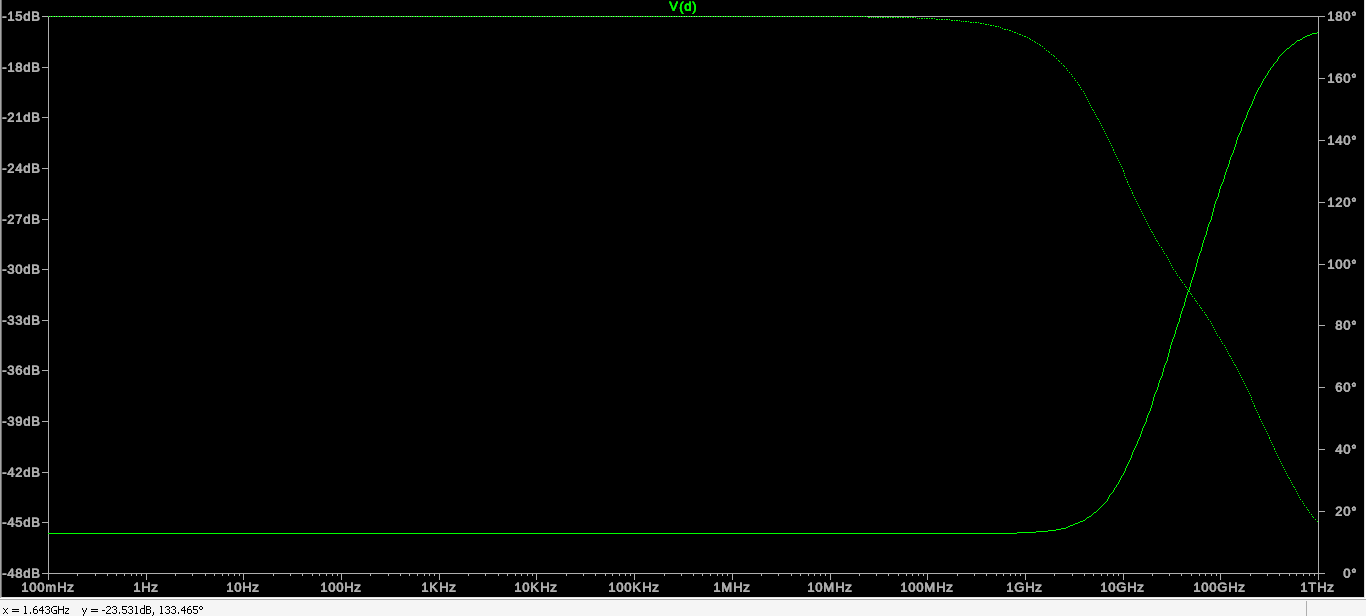 V(d)
-15dB 180°
-18dB 160°
-21dB 140°
-24dB 120°
-27dB 100°
-30dB 80°
-33dB 60°
-36dB 40°
-39dB 20°
-42dB 0°
-45dB
-48dB
100mHz 1Hz 10Hz 100Hz 1KHz 10KHz 100KHz 1MHz 10MHz 100MHz 1GHz 10GHz 100GHz 1THz
x = 1.643GHz y = -23.531dB, 133.465°